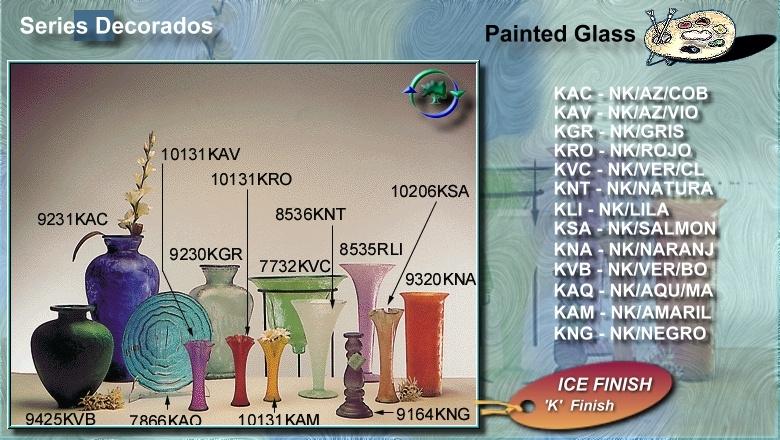 Series Decorados
Painted Glass
10131KAV
10131KRO
10206KSA
9231KAC
8536KNT
9230KGR
8535RLI
7732KVC
9320KNA
9425KVB
7866KAQ
10131KAM
9164KNG
KAC - NK/AZ/COB
KAV - NK/AZ/VIO
KGR - NK/GRIS
KRO - NK/ROJO
KVC - NK/VER/CL
KNT - NK/NATURA
KLI - NK/LILA
KSA - NK/SALMON
KNA - NK/NARANJ
KVB - NK/VER/BO
KAQ - NK/AQU/MA
KAM - NK/AMARIL
KNG - NK/NEGRO
ICE FINISH
'K' Finish